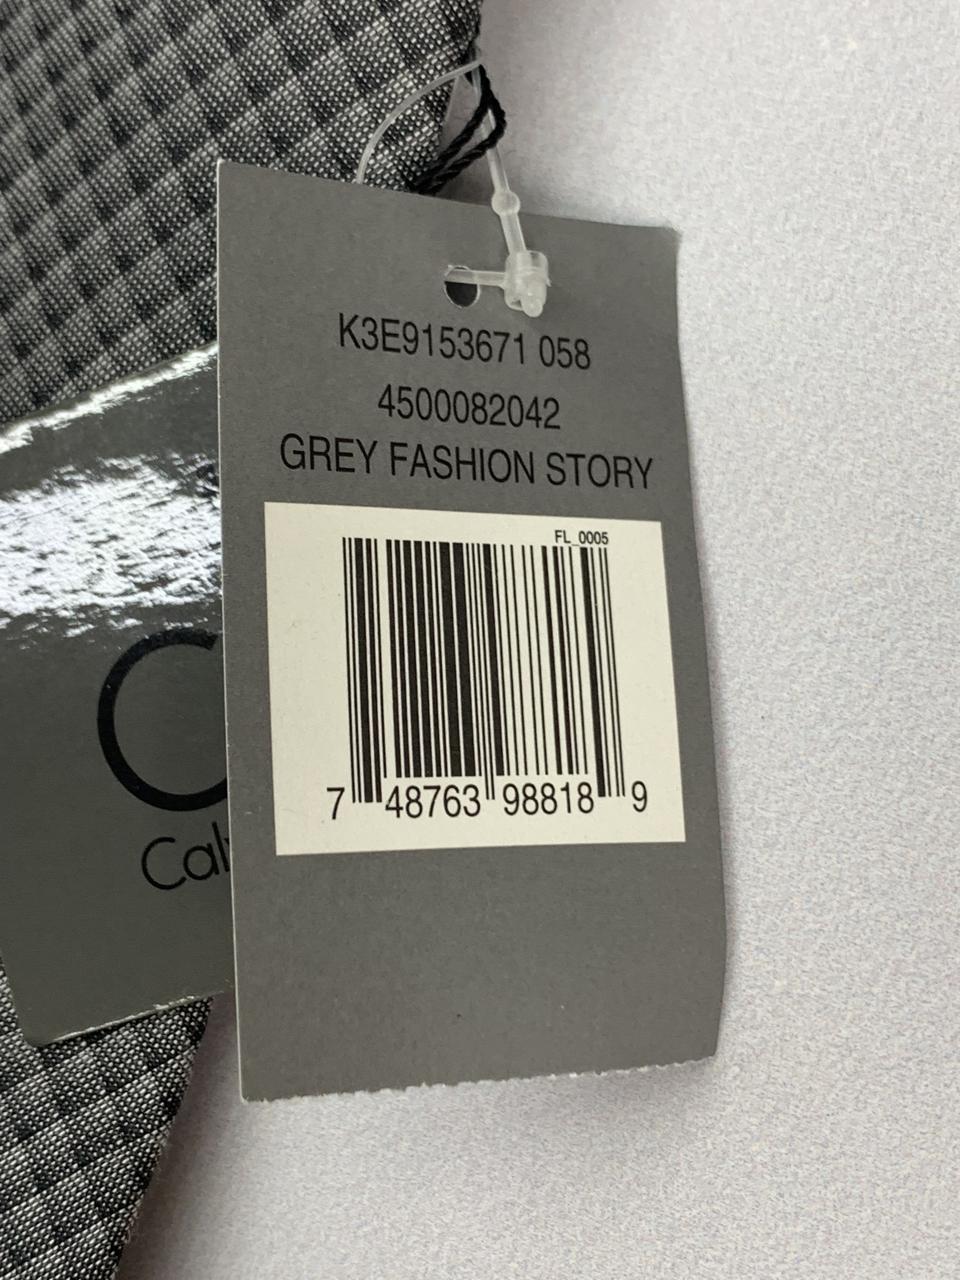 K3E9153671 058
4500082042
GREY FASHION STORY
FL_0005
7 48763 98818 9
C
Cal